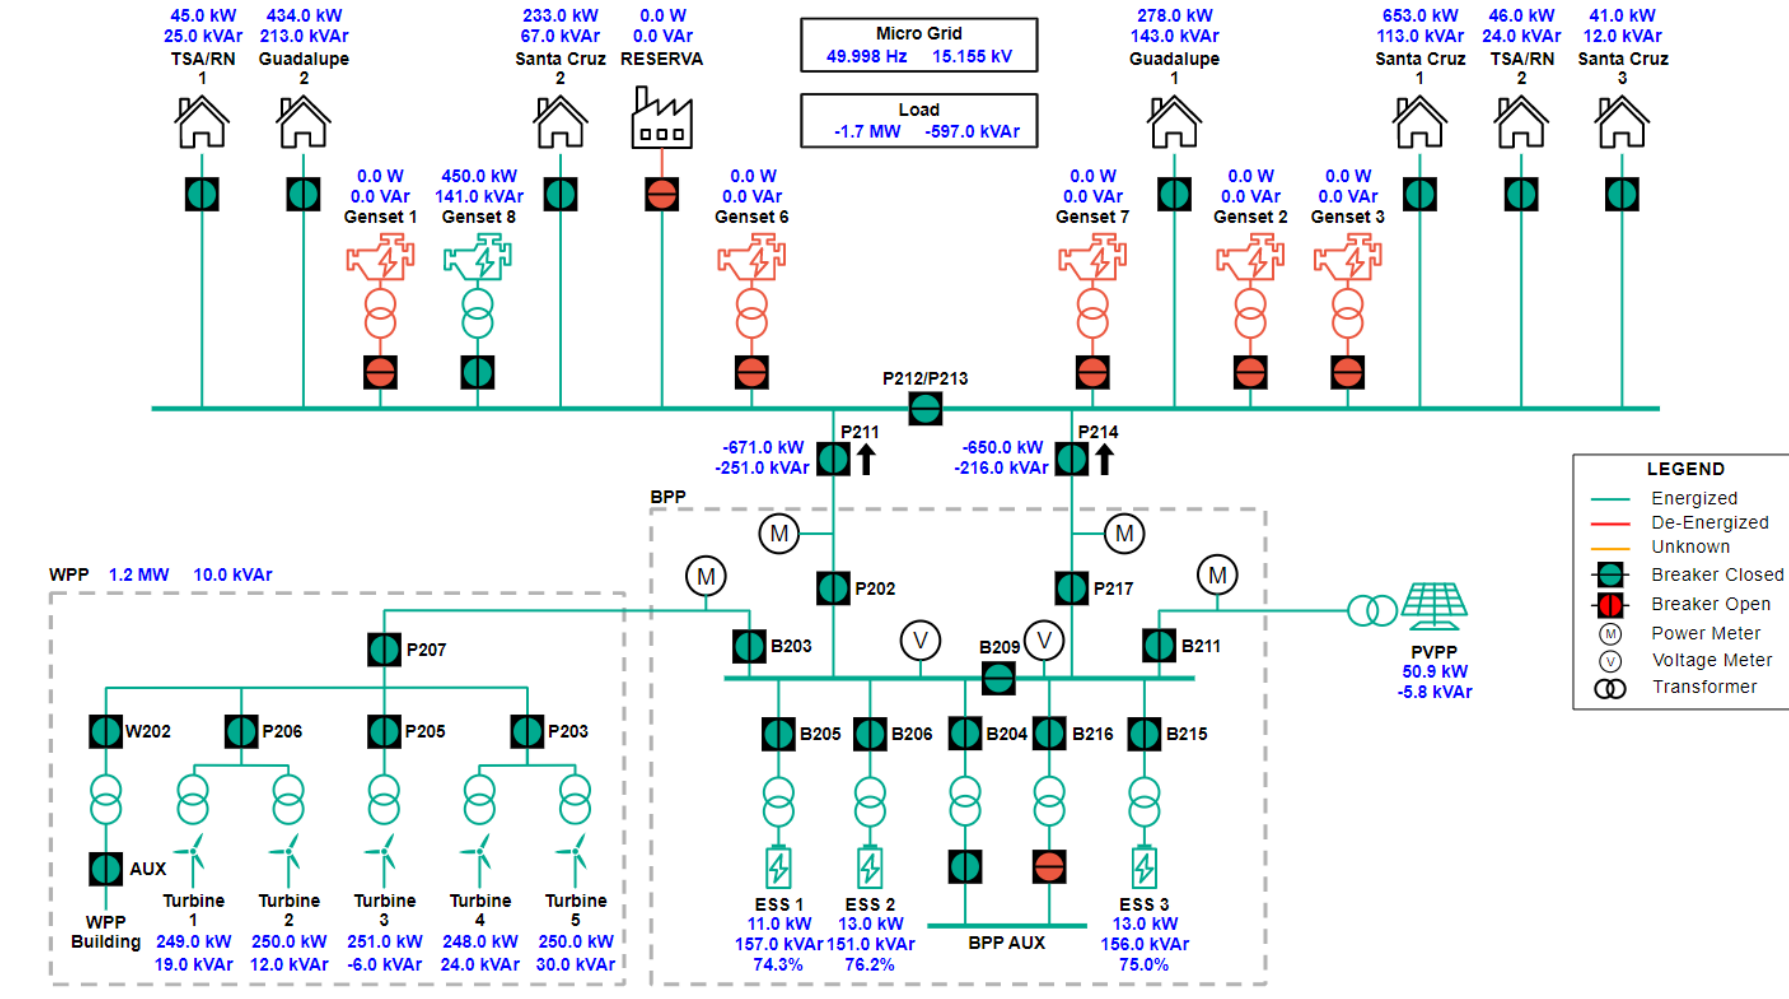 45.0 kW
25.0 kVAr
TSA/RN
1
434.0 kW
213.0 kVAr
Guadalupe
2
233.0 kW
67.0 kVAr
Santa Cruz
2
0.0 W
0.0 VAr
RESERVA
Micro Grid
49.998 Hz 15.155 kV
Load
-1.7 MW -597.0 kVAr
278.0 kW
143.0 kVAr
Guadalupe
1
653.0 kW
113.0 kVAr
Santa Cruz
1
46.0 kW
24.0 kVAr
TSA/RN
2
41.0 kW
12.0 kVAr
Santa Cruz
3
0.0 W
0.0 VAr
Genset 1
450.0 kW
141.0 kVAr
Genset 8
0.0 W
0.0 VAr
Genset 6
0.0 W
0.0 VAr
Genset 7
0.0 W
0.0 VAr
Genset 2
0.0 W
0.0 VAr
Genset 3
P212/P213
P211
-671.0 kW
-251.0 kVAr
P214
-650.0 kW
-216.0 kVAr
LEGEND
Energized
De-Energized
Unknown
Breaker Closed
Breaker Open
M Power Meter
V Voltage Meter
Transformer
BPP
M
M
M
M
P202
P217
WPP 1.2 MW 10.0 kVAr
P207
B203
V
B209
V
B211
PVPP
50.9 kW
-5.8 kVAr
W202
P206
P205
P203
B205
B206
B204
B216
B215
AUX
WPP
Building
Turbine
1
249.0 kW
19.0 kVAr
Turbine
2
250.0 kW
12.0 kVAr
Turbine
3
251.0 kW
-6.0 kVAr
Turbine
4
248.0 kW
24.0 kVAr
Turbine
5
250.0 kW
30.0 kVAr
ESS 1
11.0 kW
157.0 kVAr
74.3%
ESS 2
13.0 kW
151.0 kVAr
76.2%
BPP AUX
ESS 3
13.0 kW
156.0 kVAr
75.0%